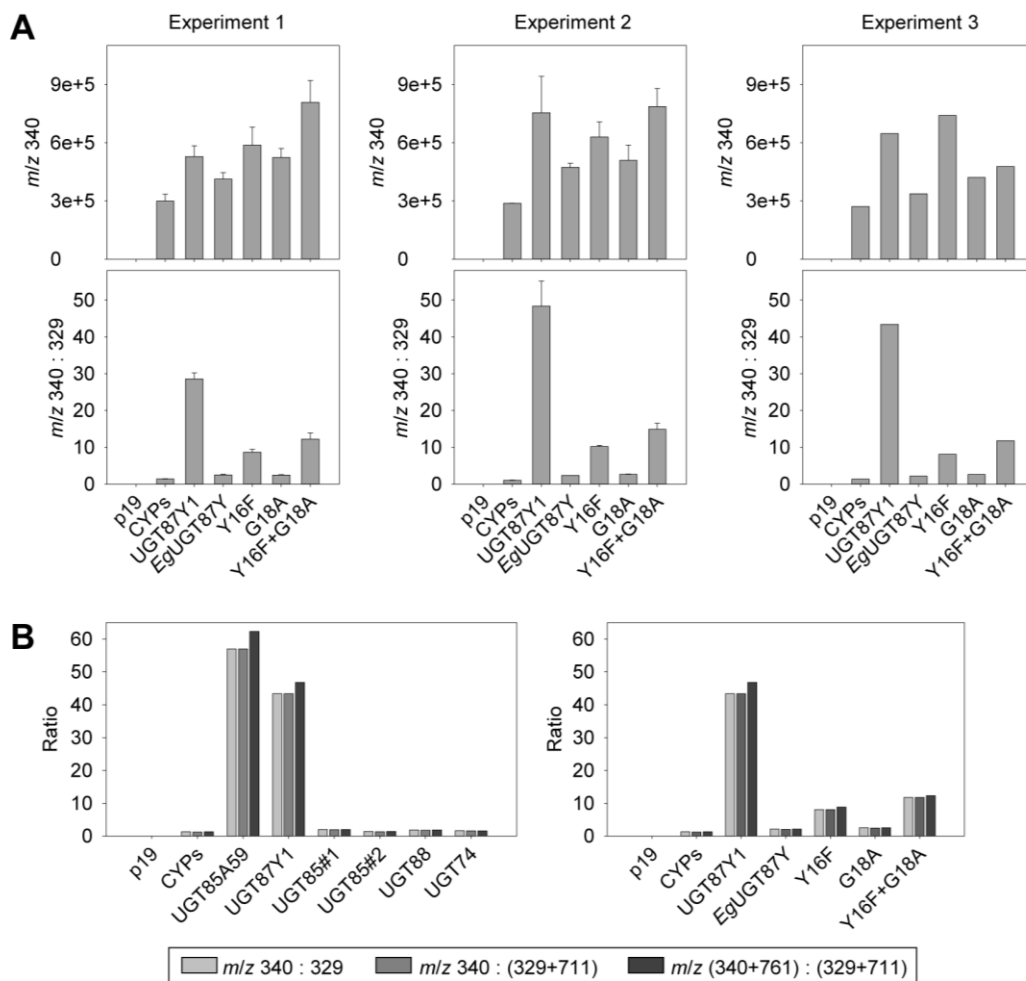 A
Experiment 1
Experiment 2
Experiment 3
m/z 340
9e+5
6e+5
3e+5
0
m/z 340
9e+5
6e+5
3e+5
0
m/z 340
9e+5
6e+5
3e+5
0
m/z 340 : 329
50
40
30
20
10
0
p19
CYPs
UGT87Y1
EgUGT87Y
Y16F
G18A
Y16F+G18A
m/z 340 : 329
50
40
30
20
10
0
p19
CYPs
UGT87Y1
EgUGT87Y
Y16F
G18A
Y16F+G18A
m/z 340 : 329
50
40
30
20
10
0
p19
CYPs
UGT87Y1
EgUGT87Y
Y16F
G18A
Y16F+G18A
B
Ratio
60
50
40
30
20
10
0
p19
CYPs
UGT85A59
UGT87Y1
UGT85#1
UGT85#2
UGT88
UGT74
Ratio
60
50
40
30
20
10
0
p19
CYPs
UGT87Y1
EgUGT87Y
Y16F
G18A
Y16F+G18A
m/z 340 : 329
m/z 340 : (329+711)
m/z (340+761) : (329+711)